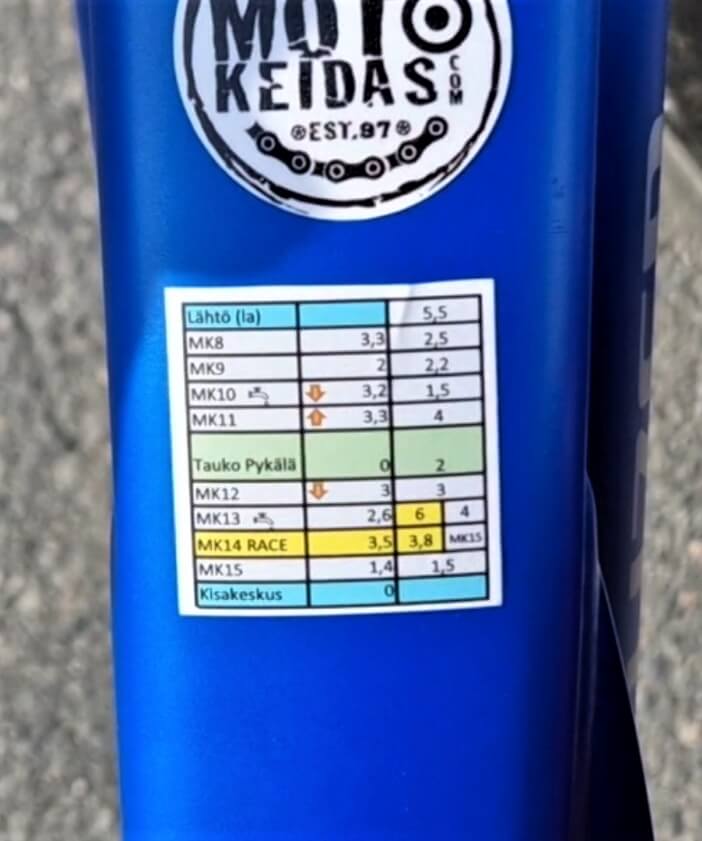 MOTO
KEIDAS.COM
EST.97
Lähtö (la) 5,5
MK8 3,3 2,5
MK9 2 2,2
MK10 3,2 1,5
MK11 3,3 4
Tauko Pykälä 0 2
MK12 3 3
MK13 2,6 6 4
MK14 RACE 3,5 3,8 MK15
MK15 1,4 1,5
Kisakeskus 0